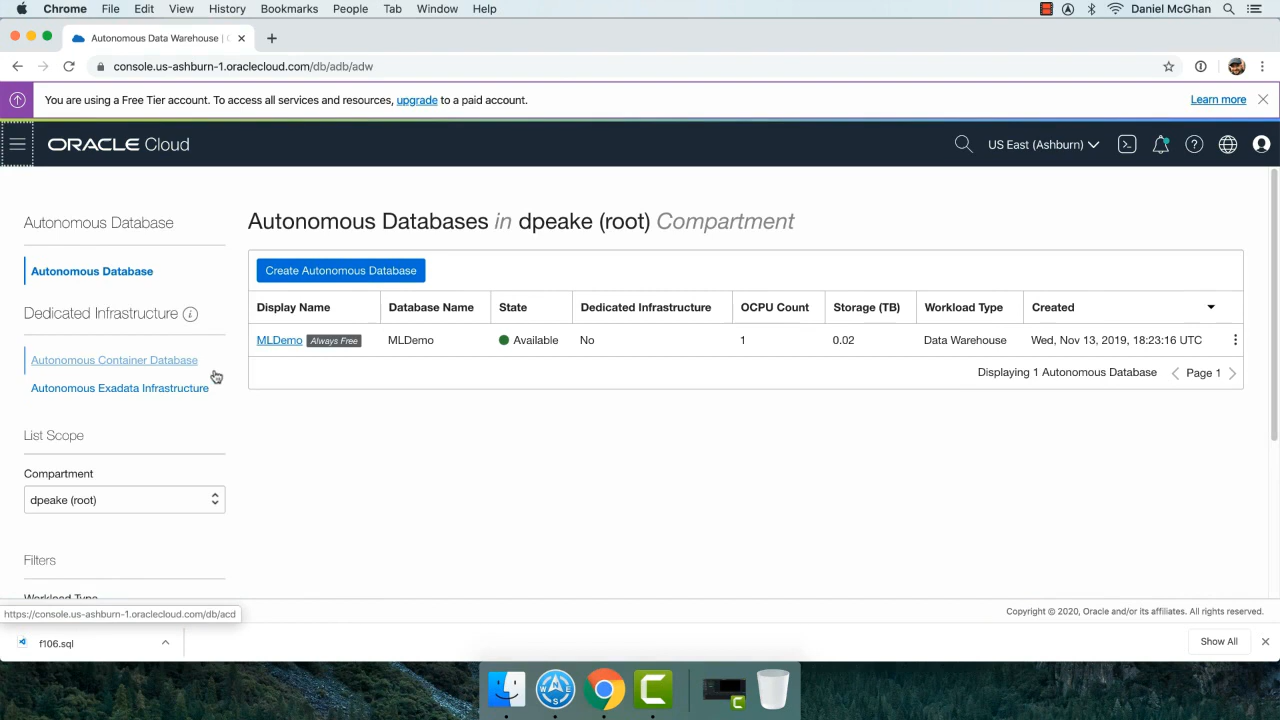 Chrome File Edit View History Bookmarks People Tab Window Help Daniel McGhan
Autonomous Data Warehouse |
console.us-ashburn-1.oraclecloud.com/db/adb/adw
You are using a Free Tier account. To access all services and resources, upgrade to a paid account. Learn more
ORACLE Cloud US East (Ashburn)
Autonomous Database
Autonomous Database
Dedicated Infrastructure i
Autonomous Container Database
Autonomous Exadata Infrastructure
List Scope
Compartment
dpeake (root)
Filters
Workload Type
Autonomous Databases in dpeake (root) Compartment
Create Autonomous Database
Display Name Database Name State Dedicated Infrastructure OCPU Count Storage (TB) Workload Type Created
MLDemo Always Free MLDemo Available No 1 0.02 Data Warehouse Wed, Nov 13, 2019, 18:23:16 UTC
Displaying 1 Autonomous Database Page 1
https://console.us-ashburn-1.oraclecloud.com/db/acd
Copyright © 2020, Oracle and/or its affiliates. All rights reserved.
f106.sql Show All